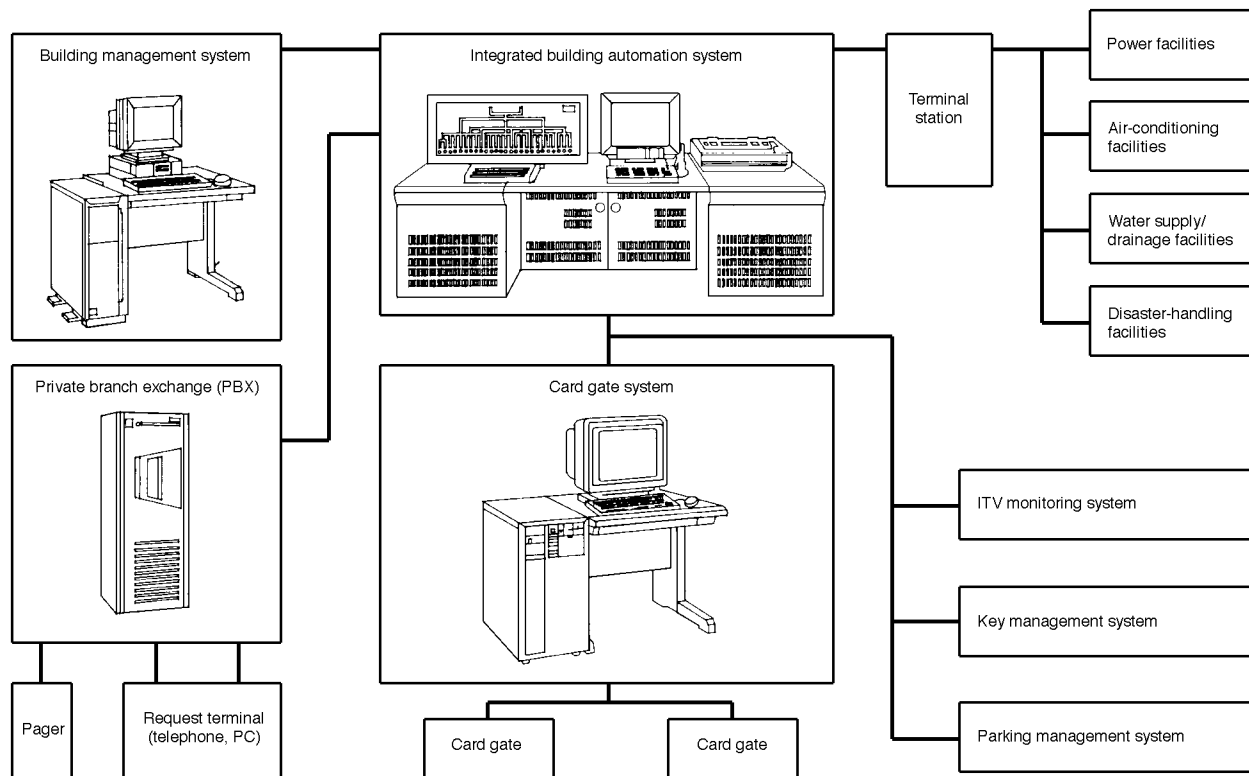 Building management system
Integrated building automation system
Terminal
station
Power facilities
Air-conditioning
facilities
Water supply/
drainage facilities
Disaster-handling
facilities
Private branch exchange (PBX)
Card gate system
ITV monitoring system
Key management system
Parking management system
Pager
Request terminal
(telephone, PC)
Card gate
Card gate